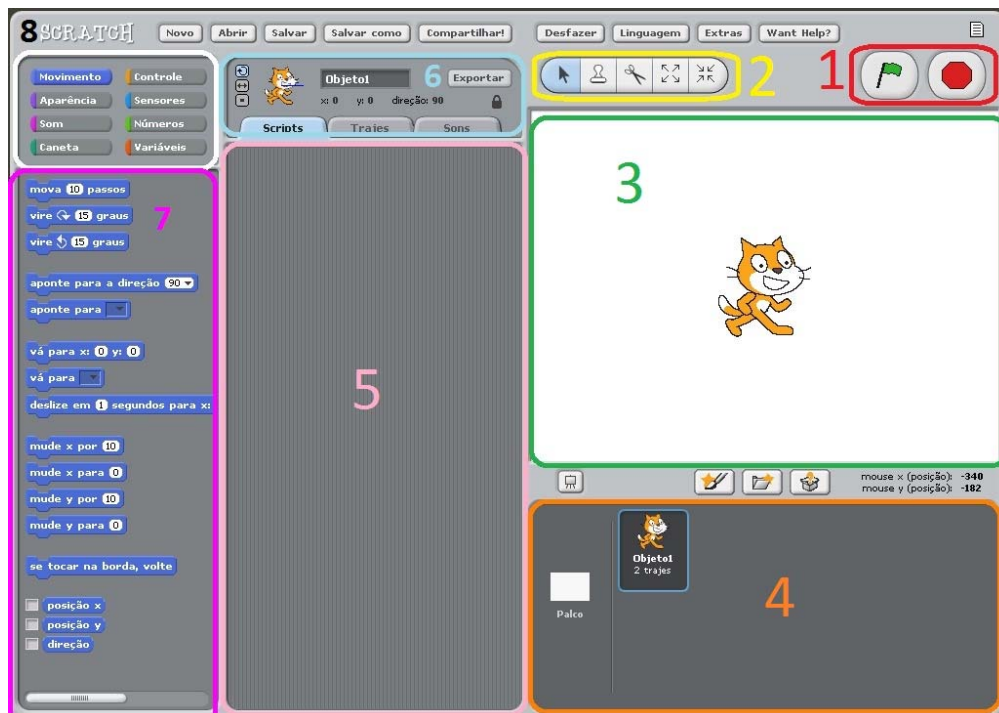 8 SCRATCH Novo Abrir Salvar Salvar como Compartilhar! Desfazer Linguagem Extras Want Help?
Movimento Controle
Aparência Sensores
Som Números
Caneta Variáveis
Objeto1 6 Exportar
x: 0 y: 0 direção: 90
Scripts Trajes Sons
2
1
mova 10 passos
vire 15 graus
7
vire 15 graus
aponte para a direção 90
aponte para
vá para x: 0 y: 0
vá para
deslize em 1 segundos para x:
mude x por 10
mude x para 0
mude y por 10
mude y para 0
se tocar na borda, volte
posição x
posição y
direção
5
3
mouse x (posição): -340
mouse y (posição): -182
Objeto1
2 trajes
Palco
4